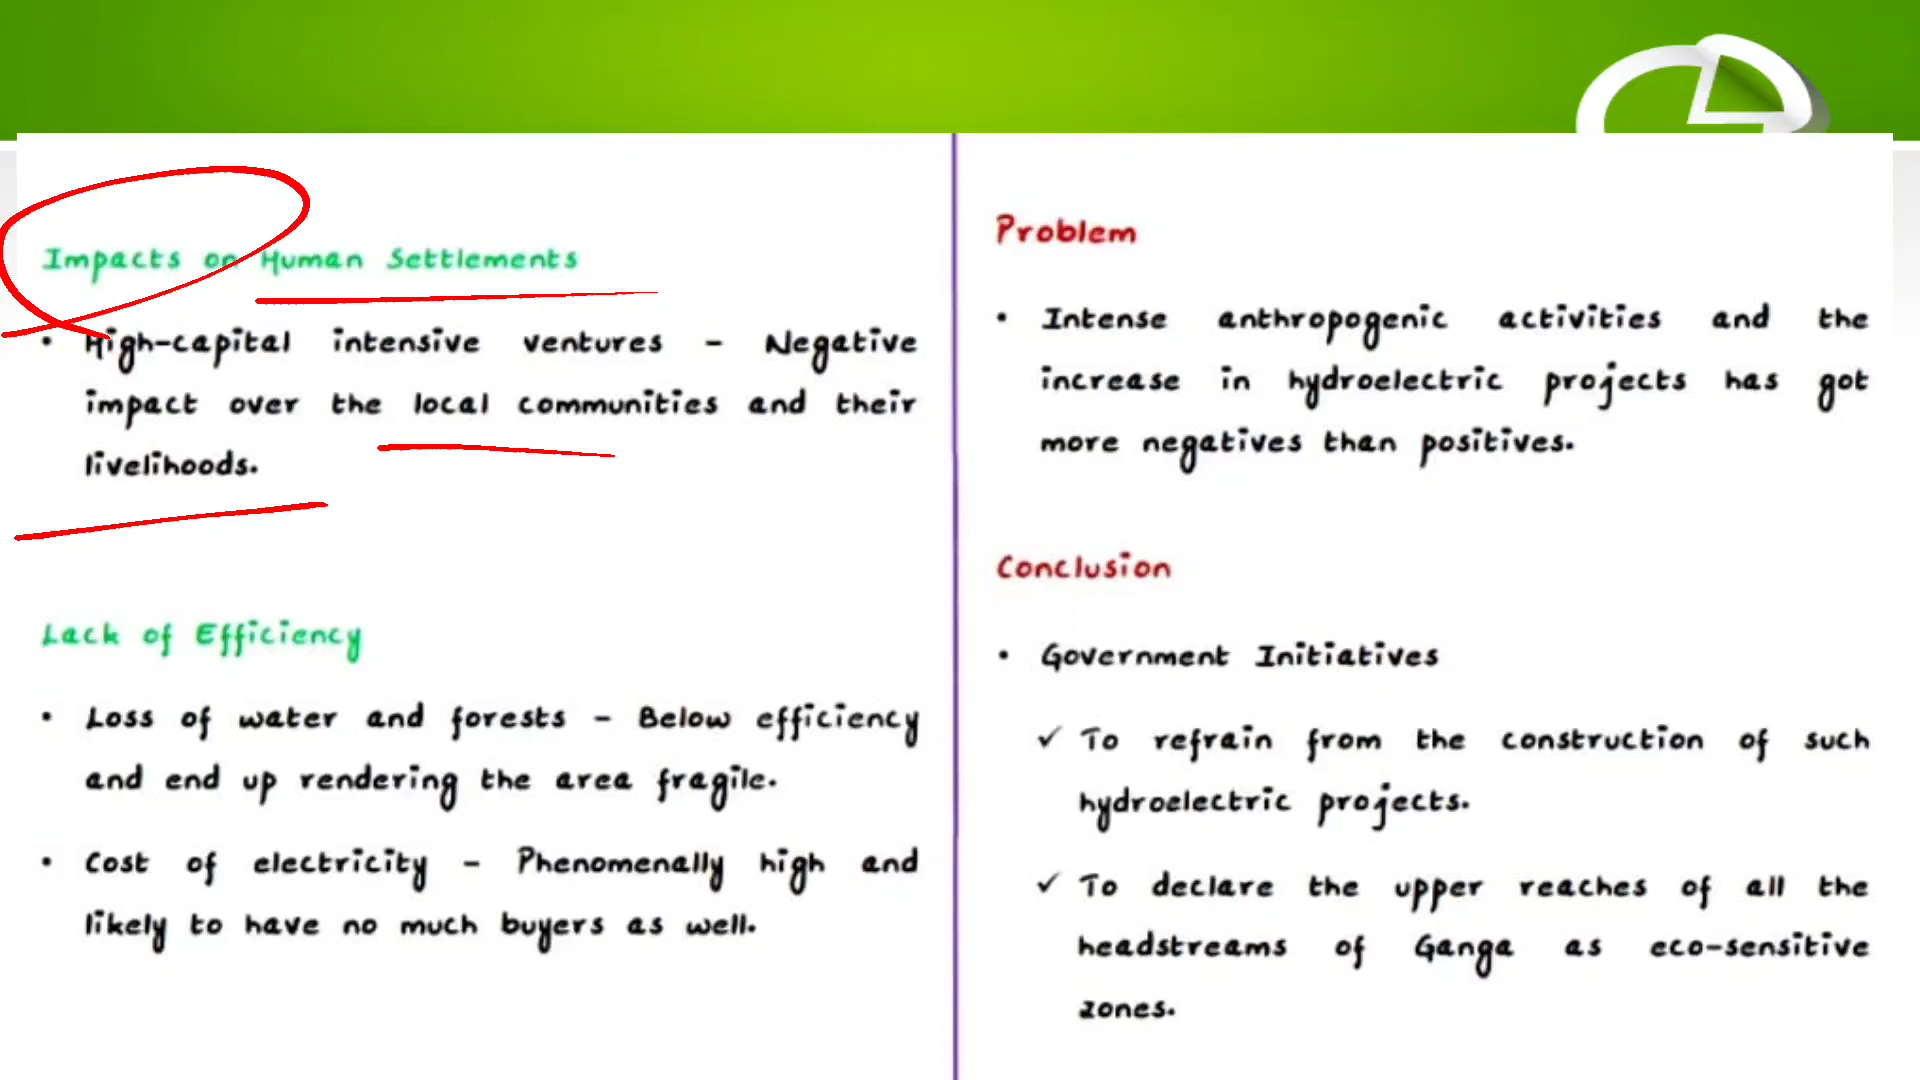 Impacts on Human Settlements
• High-capital intensive ventures - Negative
impact over the local communities and their
livelihoods.
Lack of Efficiency
• Loss of water and forests - Below efficiency
and end up rendering the area fragile.
• Cost of electricity - Phenomenally high and
likely to have no much buyers as well.
Problem
• Intense anthropogenic activities and the
increase in hydroelectric projects has got
more negatives than positives.
Conclusion
• Government Initiatives
✓ To refrain from the construction of such
hydroelectric projects.
✓ To declare the upper reaches of all the
headstreams of Ganga as eco-sensitive
zones.